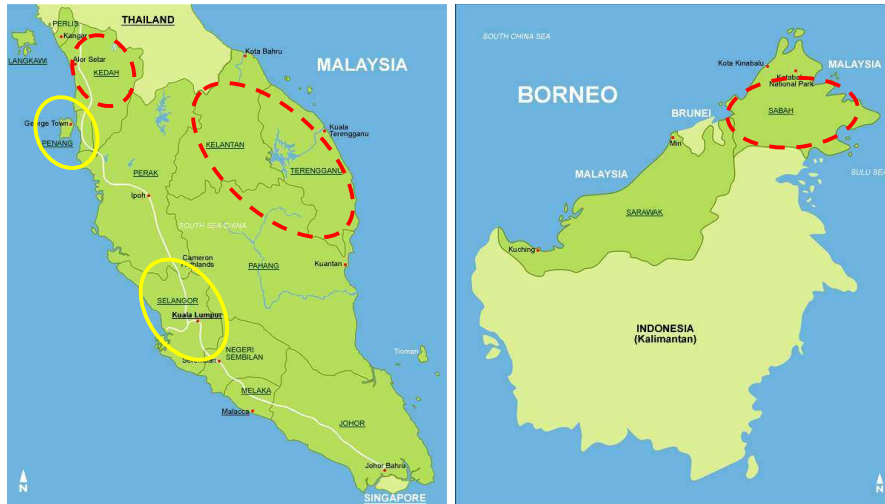 THAILAND
PERLIS
Kangar
LANGKAWI
Alor Setar
KEDAH
Kota Bahru
MALAYSIA
George Town
PENANG
KELANTAN
Kuala
Terengganu
TERENGGANU
PERAK
Ipoh
SOUTH SEA CHINA
Cameron
Highlands
PAHANG
Kuantan
SELANGOR
Kuala Lumpur
NEGERI
SEMBILAN
Tioman
MELAKA
Malacca
JOHOR
Johor Bahru
N
SINGAPORE
SOUTH CHINA SEA
Kota Kinabulu
MALAYSIA
National Park
BORNEO
SABAH
BRUNEI
Miri
MALAYSIA
SULU SEA
SARAWAK
Kuching
INDONESIA
(Kalimantan)
N